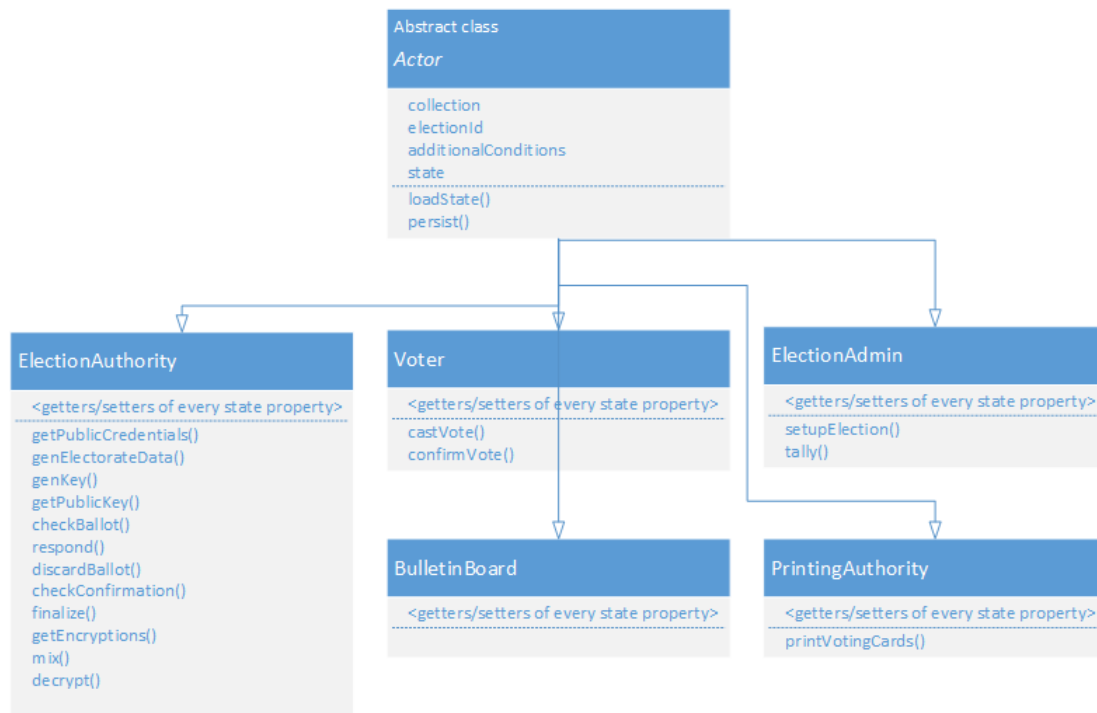 Abstract class
Actor
collection
electionId
additionalConditions
state
loadState()
persist()
ElectionAuthority
<getters/setters of every state property>
getPublicCredentials()
genElectorateData()
genKey()
getPublicKey()
checkBallot()
respond()
discardBallot()
checkConfirmation()
finalize()
getEncryptions()
mix()
decrypt()
Voter
<getters/setters of every state property>
castVote()
confirmVote()
ElectionAdmin
<getters/setters of every state property>
setupElection()
tally()
BulletinBoard
<getters/setters of every state property>
PrintingAuthority
<getters/setters of every state property>
printVotingCards()